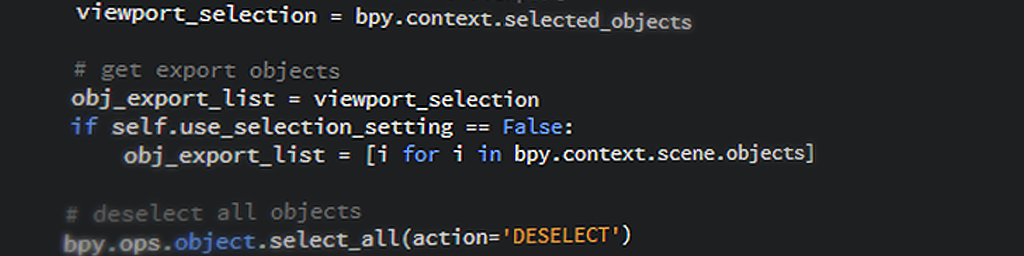 viewport_selection = bpy.context.selected_objects
# get export objects
obj_export_list = viewport_selection
if self.use_selection_setting == False:
obj_export_list = [i for i in bpy.context.scene.objects]
# deselect all objects
bpy.ops.object.select_all(action='DESELECT')